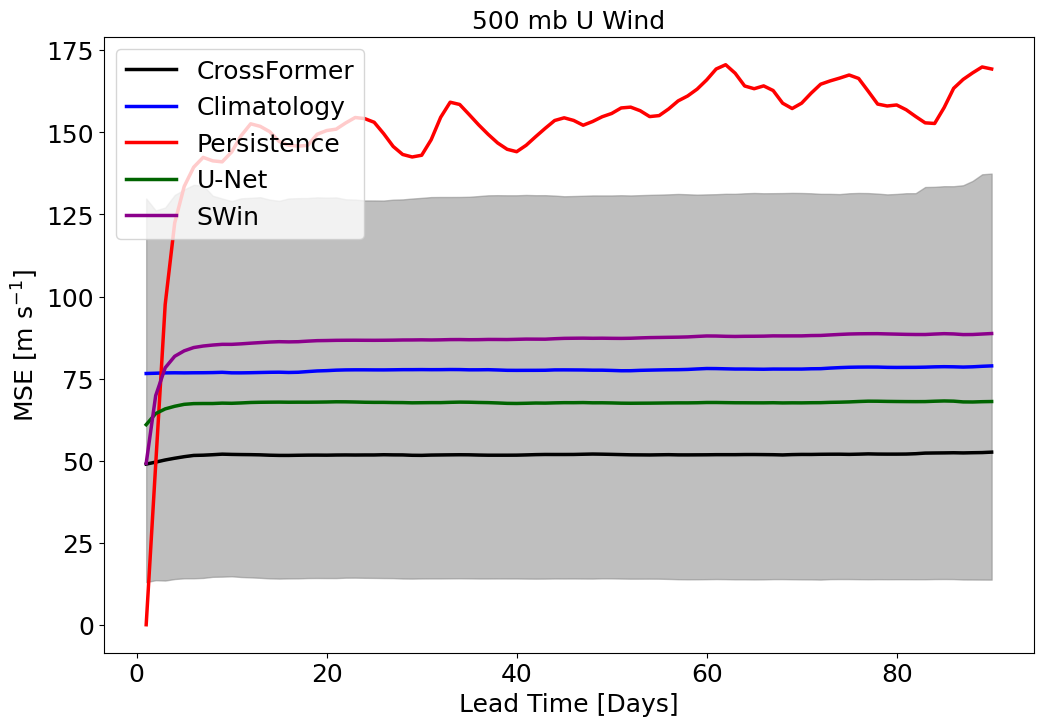 500 mb U Wind
MSE [m s⁻¹]
175
150
125
100
75
50
25
0
CrossFormer
Climatology
Persistence
U-Net
SWin
0 20 40 60 80
Lead Time [Days]